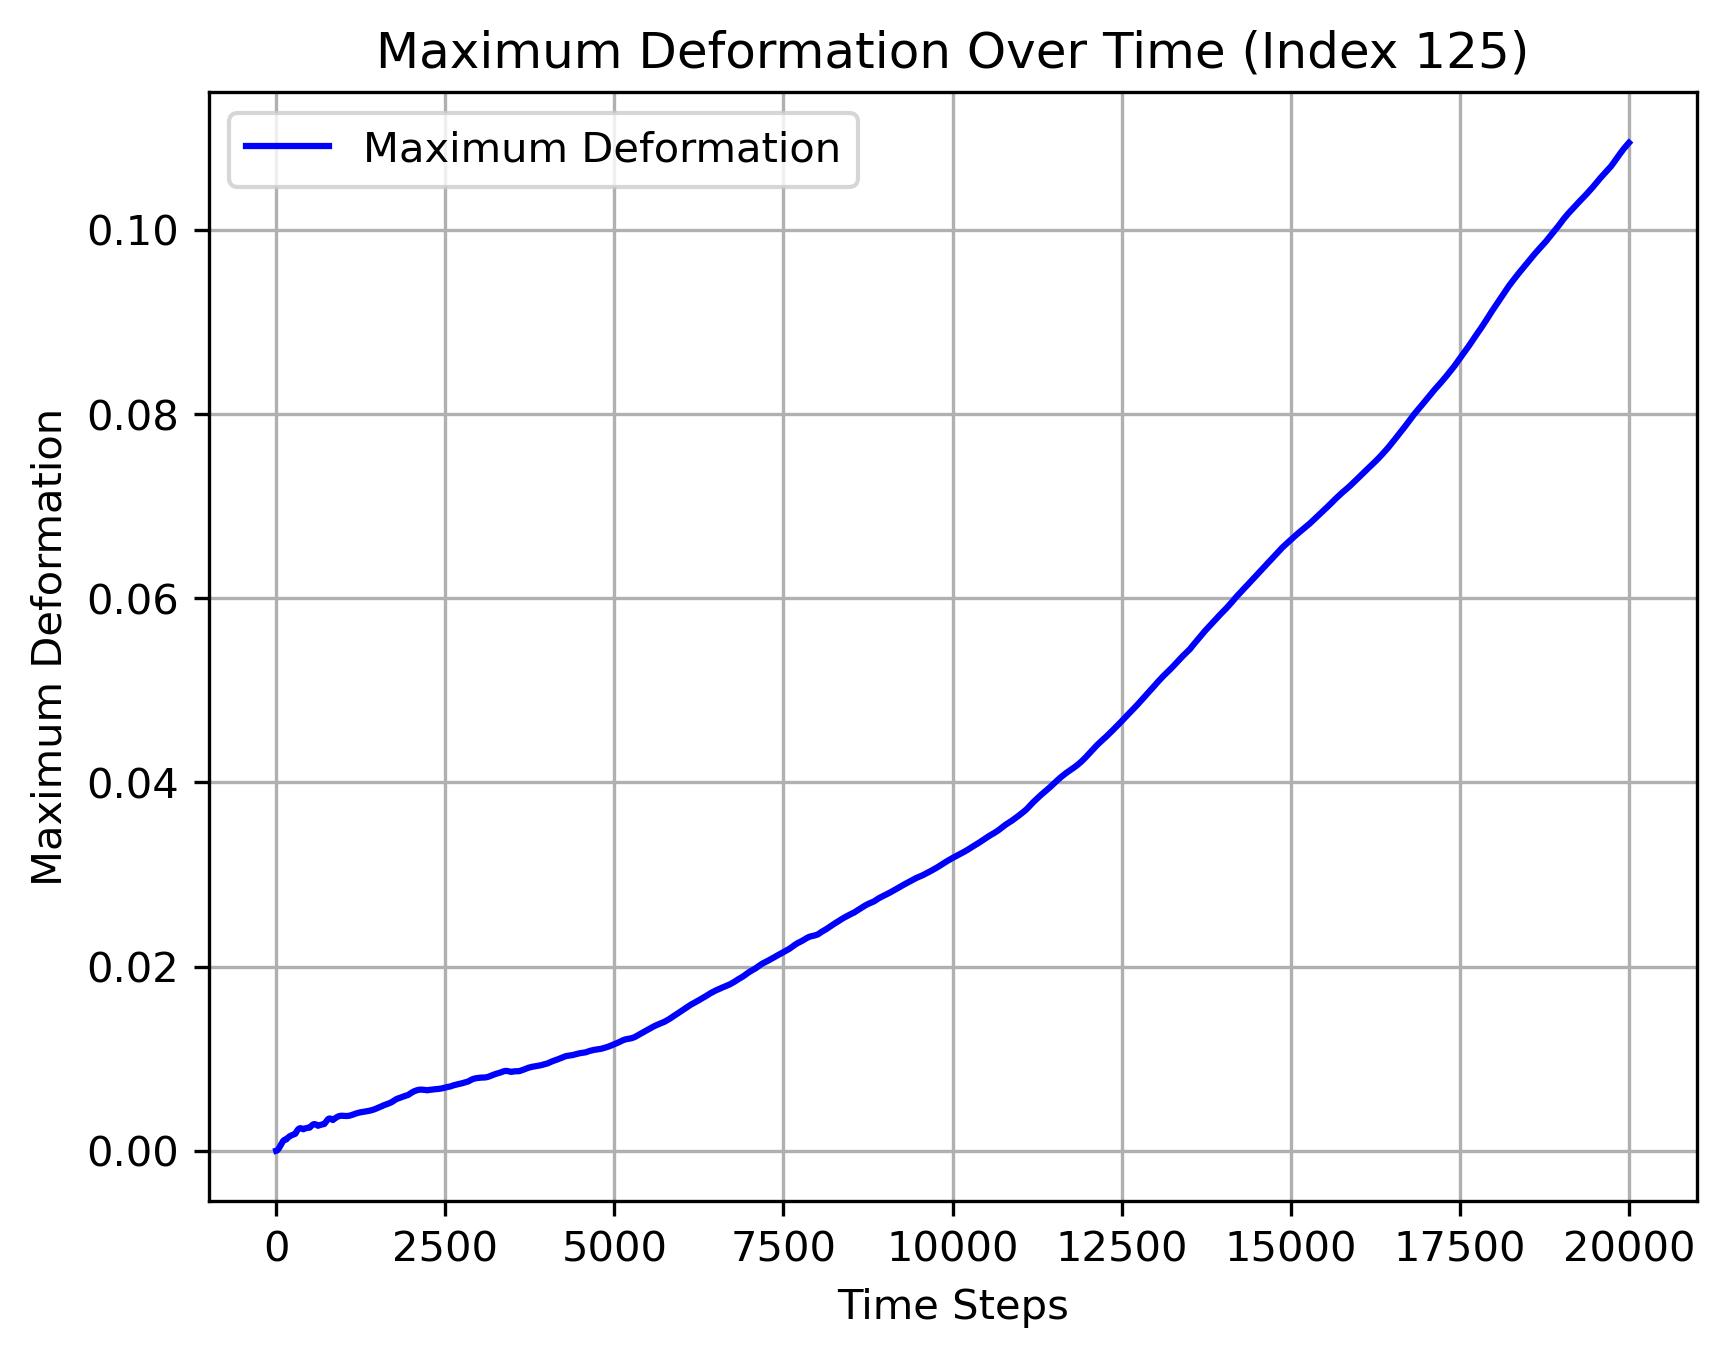 Maximum Deformation Over Time (Index 125)
Maximum Deformation
Maximum Deformation
0.10
0.08
0.06
0.04
0.02
0.00
0 2500 5000 7500 10000 12500 15000 17500 20000
Time Steps